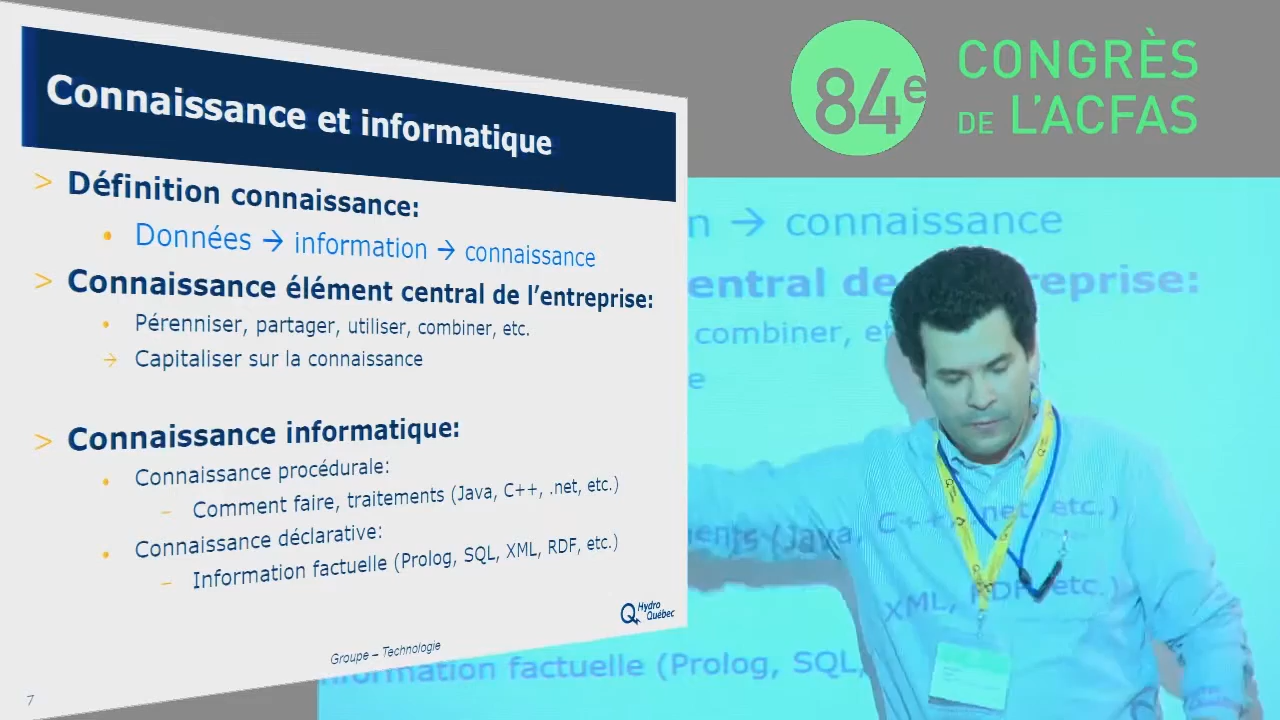 Connaissance et informatique
> Définition connaissance:
• Données → information → connaissance
> Connaissance élément central de l'entreprise:
• Pérenniser, partager, utiliser, combiner, etc.
→ Capitaliser sur la connaissance
> Connaissance informatique:
• Connaissance procédurale:
– Comment faire, traitements (Java, C++, .net, etc.)
• Connaissance déclarative:
– Information factuelle (Prolog, SQL, XML, RDF, etc.)
Hydro
Québec
Groupe – Technologie
7
84e
CONGRÈS
DE L'ACFAS
n → connaissance
entral de entreprise:
combiner, et
e
ments (Java, C++, .net, etc.)
XML, RDF, etc.)
nformation factuelle (Prolog, SQL,